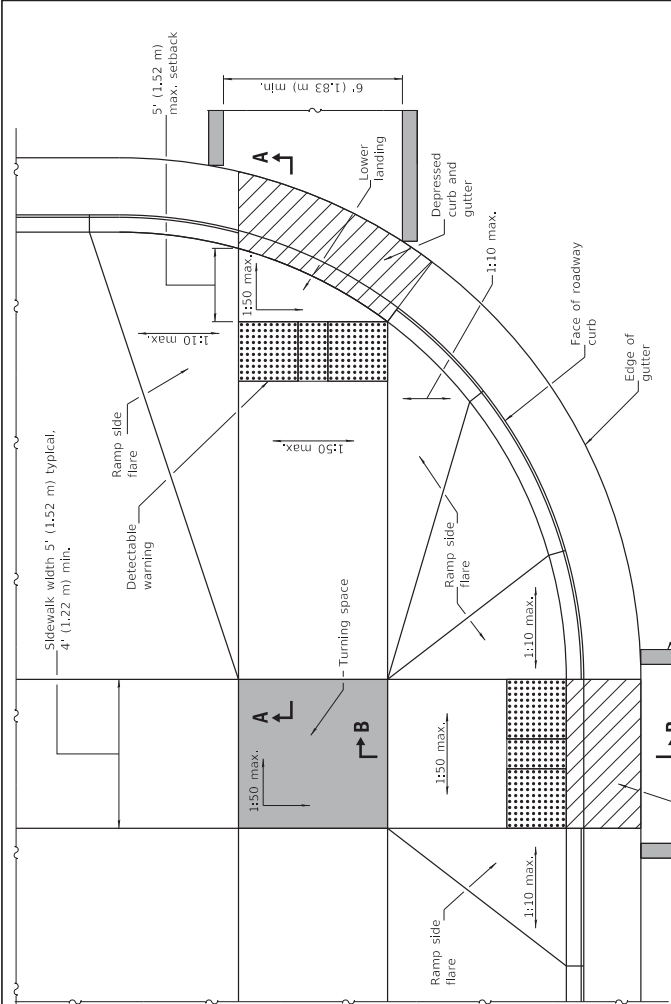 5' (1.52 m)
max. setback
6' (1.83 m) min.
A
Lower
landing
Depressed
curb and
gutter
1:10 max.
1:50 max.
1:10 max.
Face of roadway
curb
Edge of
gutter
Sidewalk width 5' (1.52 m) typical,
4' (1.22 m) min.
Ramp side
flare
Detectable
warning
1:50 max.
Ramp side
flare
Turning space
A
B
1:50 max.
1:50 max.
1:10 max.
Ramp side
flare
1:10 max.
B